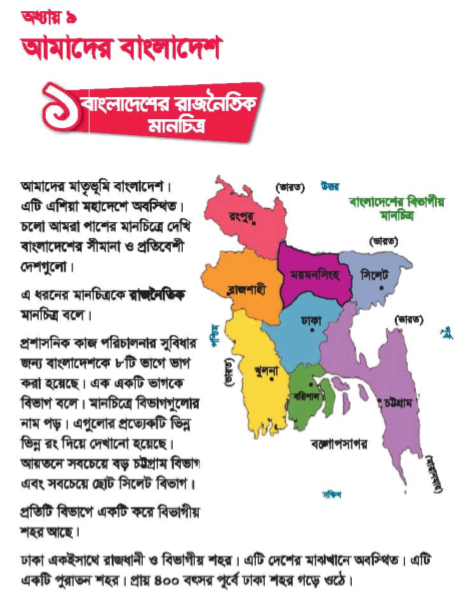 অধ্যায় ৯
আমাদের বাংলাদেশ
১
বাংলাদেশের রাজনৈতিক
মানচিত্র
আমাদের মাতৃভূমি বাংলাদেশ।
এটি এশিয়া মহাদেশে অবস্থিত।
চলো আমরা পাশের মানচিত্রে দেখি
বাংলাদেশের সীমানা ও প্রতিবেশী
দেশগুলো।
এ ধরনের মানচিত্রকে রাজনৈতিক
মানচিত্র বলে।
প্রশাসনিক কাজ পরিচালনার সুবিধার
জন্য বাংলাদেশকে ৮টি ভাগে ভাগ
করা হয়েছে। এক একটি ভাগকে
বিভাগ বলে। মানচিত্রে বিভাগগুলোর
নাম পড়। এগুলোর প্রত্যেকটি ভিন্ন
ভিন্ন রং দিয়ে দেখানো হয়েছে।
আয়তনে সবচেয়ে বড় চট্টগ্রাম বিভাগ
এবং সবচেয়ে ছোট সিলেট বিভাগ।
প্রতিটি বিভাগে একটি করে বিভাগীয়
শহর আছে।
(ভারত)
উত্তর
বাংলাদেশের বিভাগীয়
মানচিত্র
রংপুর
(ভারত)
ময়মনসিংহ
সিলেট
রাজশাহী
ঢাকা
(ভারত)
পূর্ব
পশ্চিম
(ভারত)
খুলনা
বরিশাল
চট্টগ্রাম
বঙ্গোপসাগর
(মায়ানমার)
দক্ষিণ
ঢাকা একইসাথে রাজধানী ও বিভাগীয় শহর। এটি দেশের মাঝখানে অবস্থিত। এটি
একটি পুরাতন শহর। প্রায় ৪০০ বৎসর পূর্বে ঢাকা শহর গড়ে ওঠে।